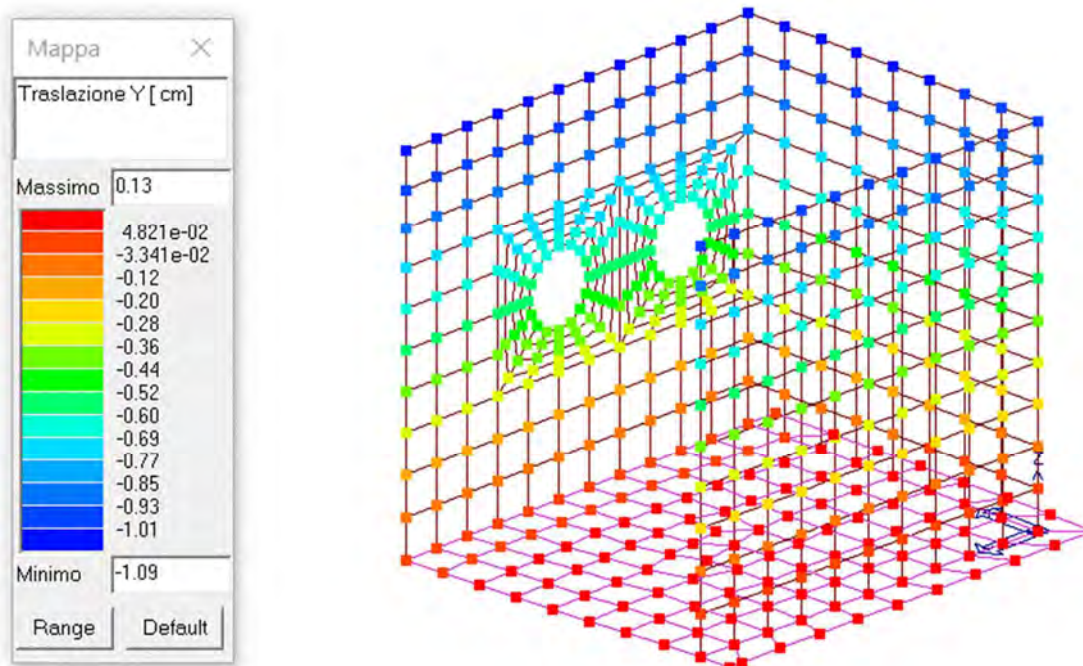 Mappa
Traslazione Y [ cm]
Massimo 0.13
4.821e-02
-3.341e-02
-0.12
-0.20
-0.28
-0.36
-0.44
-0.52
-0.60
-0.69
-0.77
-0.85
-0.93
-1.01
Minimo -1.09
Range Default